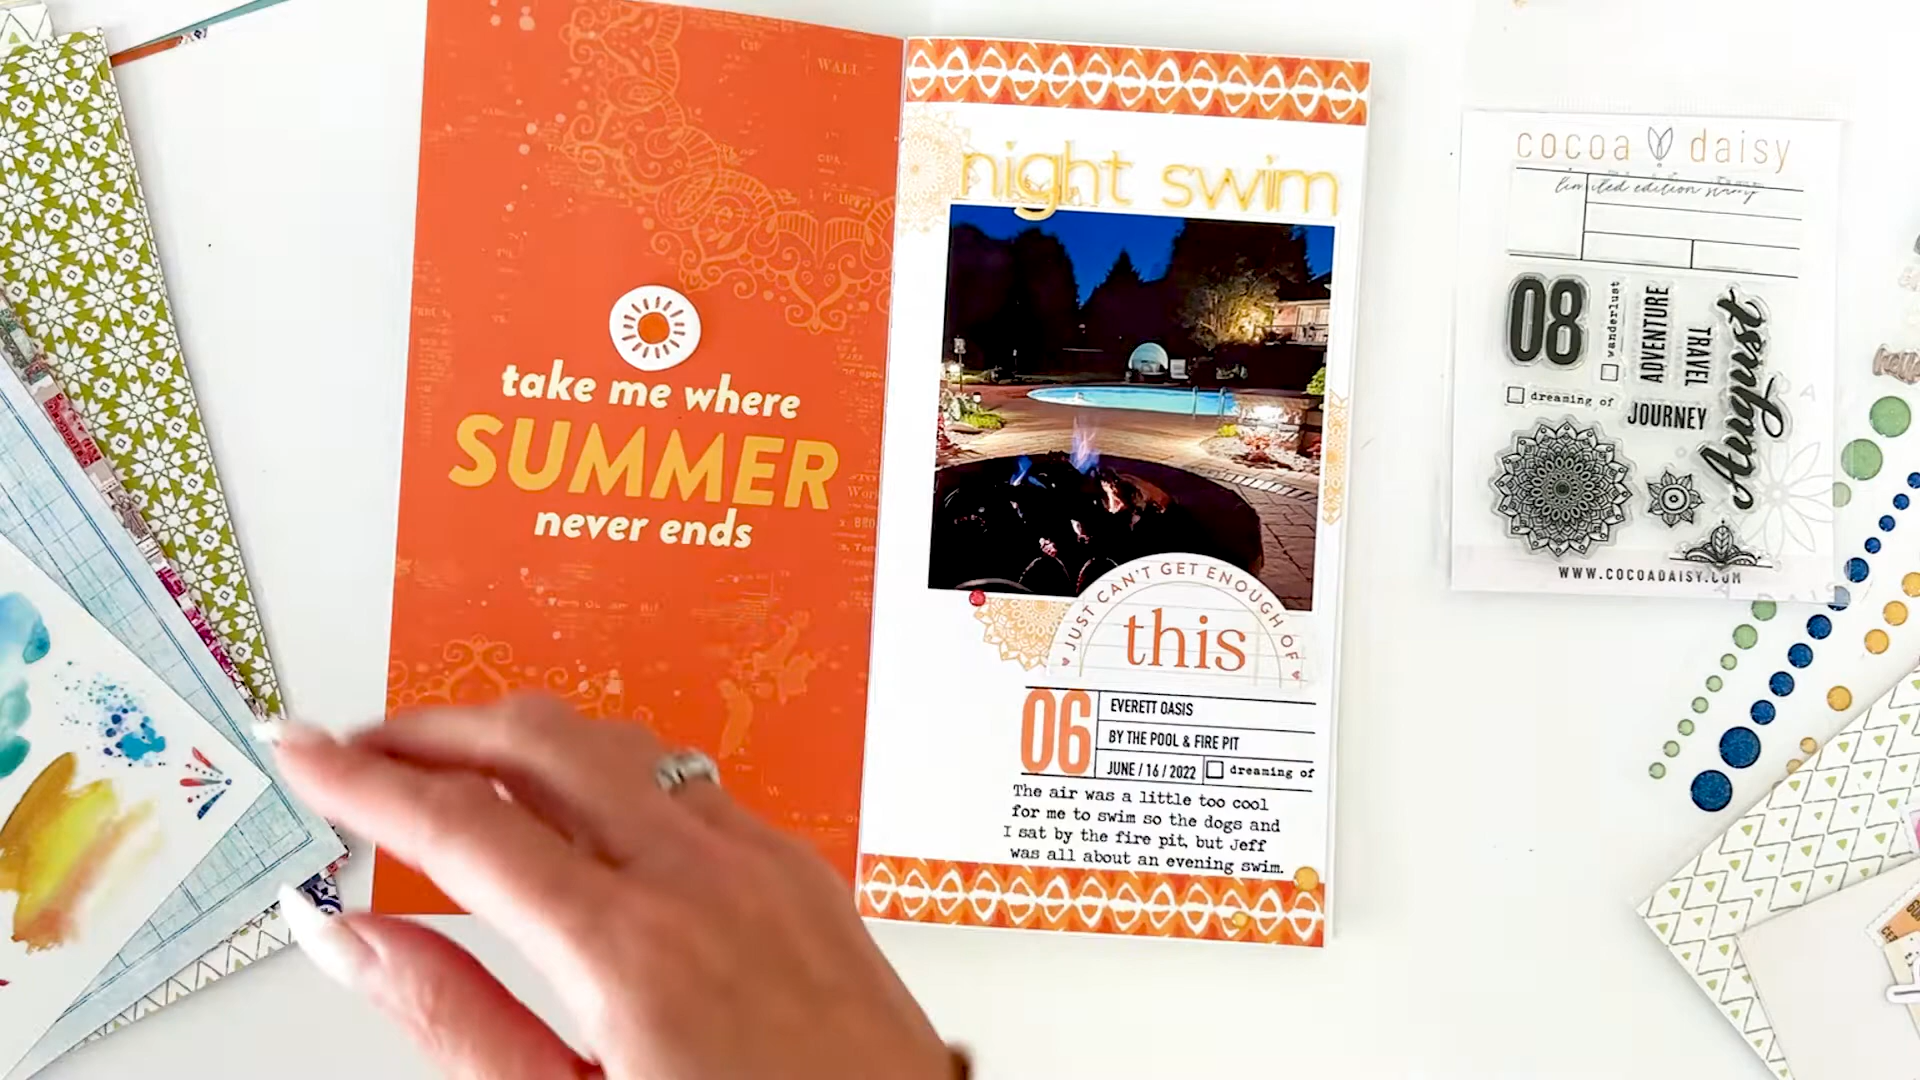 take me where
SUMMER
never ends
night swim
JUST CAN'T GET ENOUGH OF
this
06
EVERETT OASIS
BY THE POOL & FIRE PIT
JUNE / 16 / 2022
dreaming of
The air was a little too cool
for me to swim so the dogs and
I sat by the fire pit, but Jeff
was all about an evening swim.
cocoa daisy
limited edition stamp
08
wanderlust
ADVENTURE
TRAVEL
August
dreaming of
JOURNEY
WWW.COCOADAISY.COM